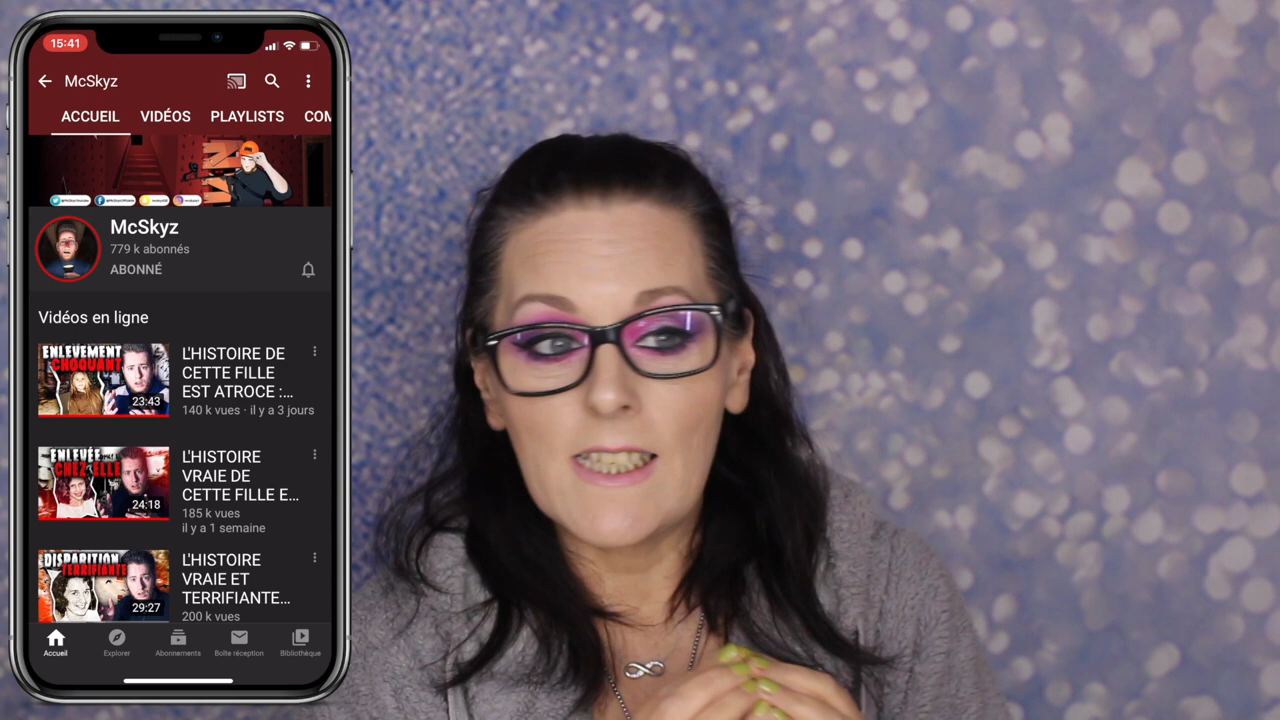 15:41
McSkyz
ACCUEIL VIDÉOS PLAYLISTS COM
McSkyz
779 k abonnés
ABONNÉ
Vidéos en ligne
ENLEVEMENT
CHOQUANT
23:43
L'HISTOIRE DE
CETTE FILLE
EST ATROCE :...
140 k vues · il y a 3 jours
ENLEVÉE
CHEZ ELLE
24:18
L'HISTOIRE
VRAIE DE
CETTE FILLE E...
185 k vues
il y a 1 semaine
DISPARITION
TERRIFIANTE
29:27
L'HISTOIRE
VRAIE ET
TERRIFIANTE...
200 k vues
Accueil Explorer Abonnements Boîte réception Bibliothèque